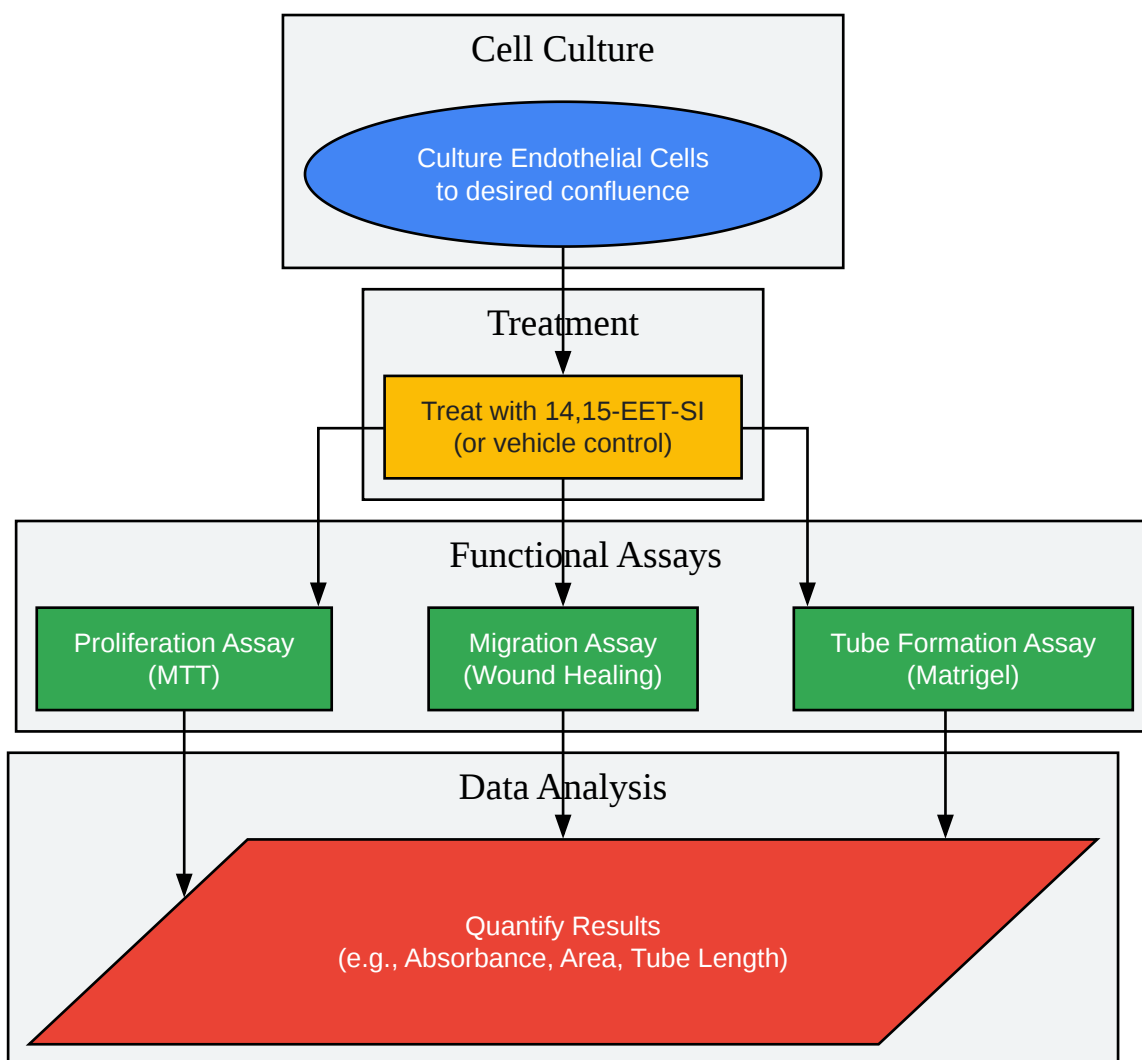 Cell Culture
Culture Endothelial Cells
to desired confluence
Treatment
Treat with 14,15-EET-SI
(or vehicle control)
Functional Assays
Proliferation Assay
(MTT)
Migration Assay
(Wound Healing)
Tube Formation Assay
(Matrigel)
Data Analysis
Quantify Results
(e.g., Absorbance, Area, Tube Length)